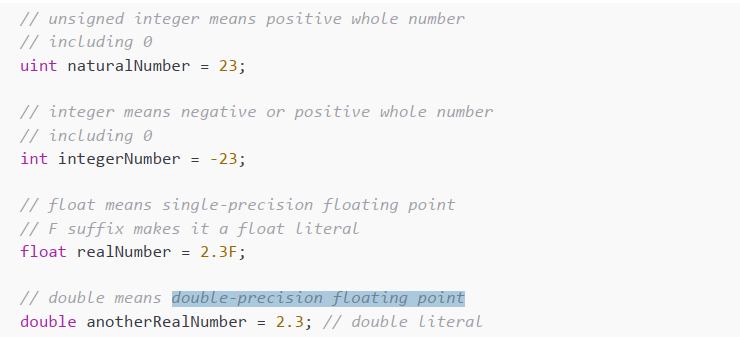 // unsigned integer means positive whole number
// including 0
uint naturalNumber = 23;
// integer means negative or positive whole number
// including 0
int integerNumber = -23;
// float means single-precision floating point
// F suffix makes it a float literal
float realNumber = 2.3F;
// double means double-precision floating point
double anotherRealNumber = 2.3; // double literal